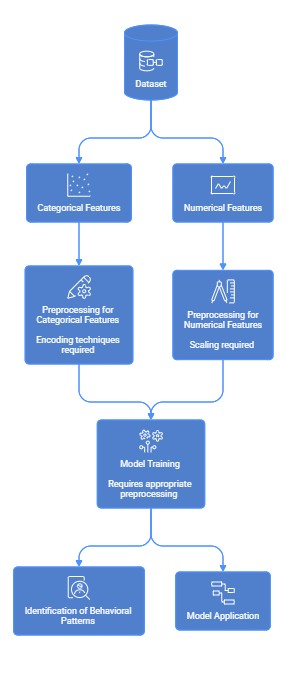 Dataset
Categorical Features
Numerical Features
Preprocessing for
Categorical Features
Encoding techniques
required
Preprocessing for
Numerical Features
Scaling required
Model Training
Requires appropriate
preprocessing
Identification of Behavioral
Patterns
Model Application